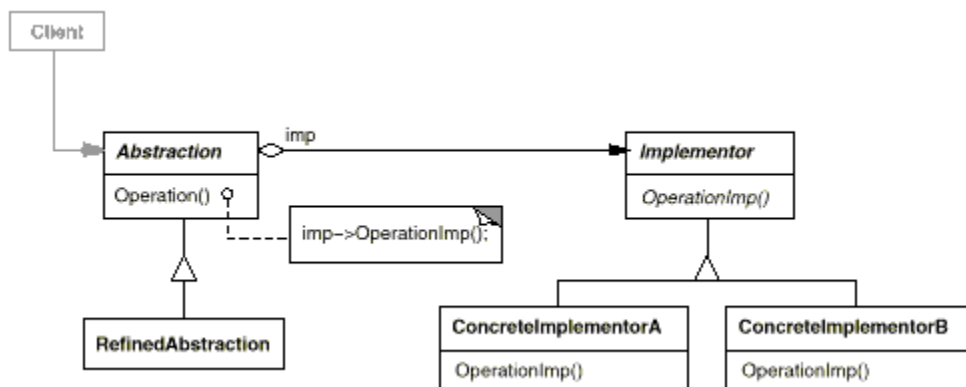 Client
imp
Abstraction
Implementor
Operation()
OperationImp()
imp->OperationImp();
RefinedAbstraction
ConcreteImplementorA
ConcreteImplementorB
OperationImp()
OperationImp()